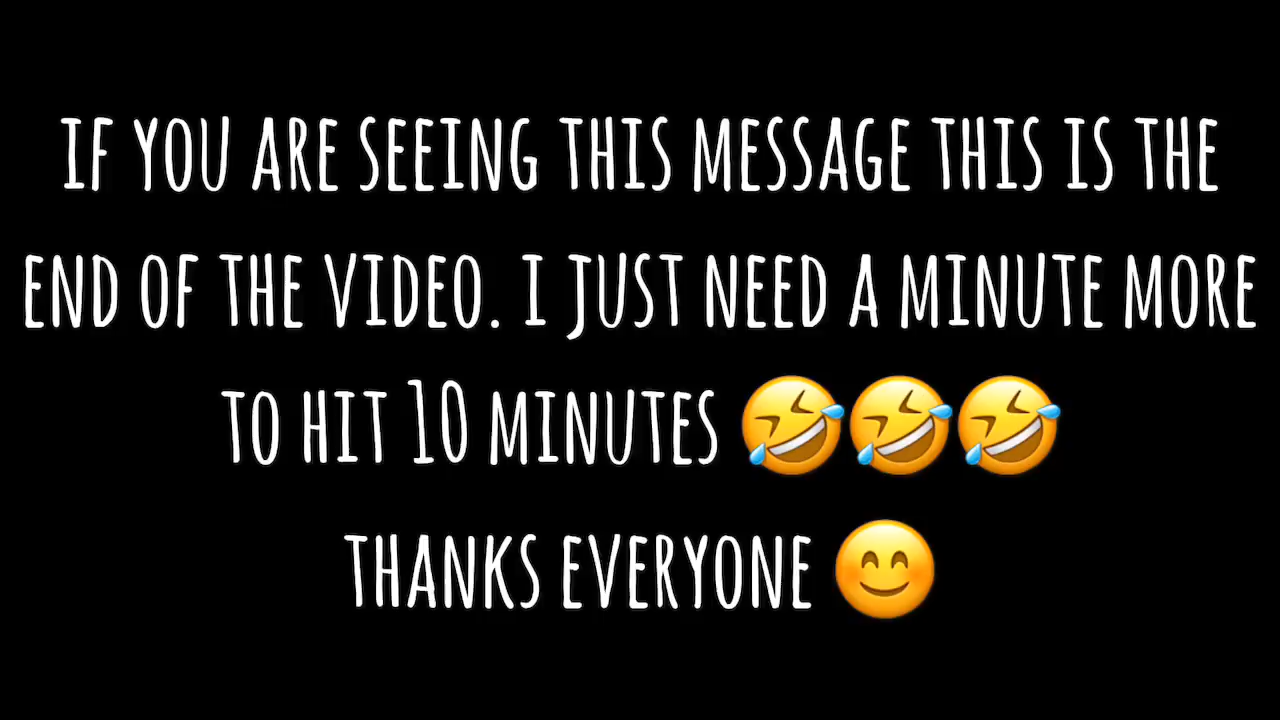 IF YOU ARE SEEING THIS MESSAGE THIS IS THE
END OF THE VIDEO. I JUST NEED A MINUTE MORE
TO HIT 10 MINUTES 🤣🤣🤣
THANKS EVERYONE 😊